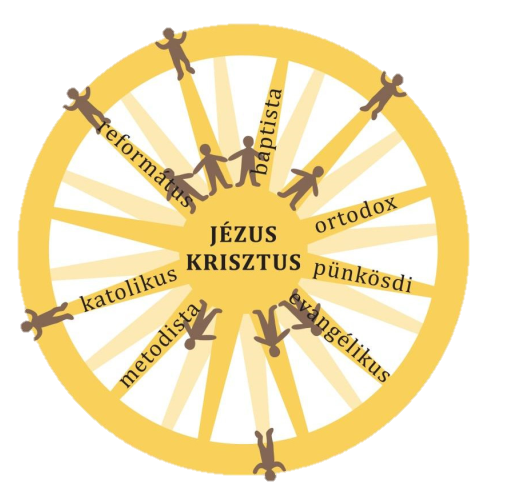 baptista
református
ortodox
JÉZUS
KRISZTUS
pünkösdi
katolikus
metodista
evangélikus